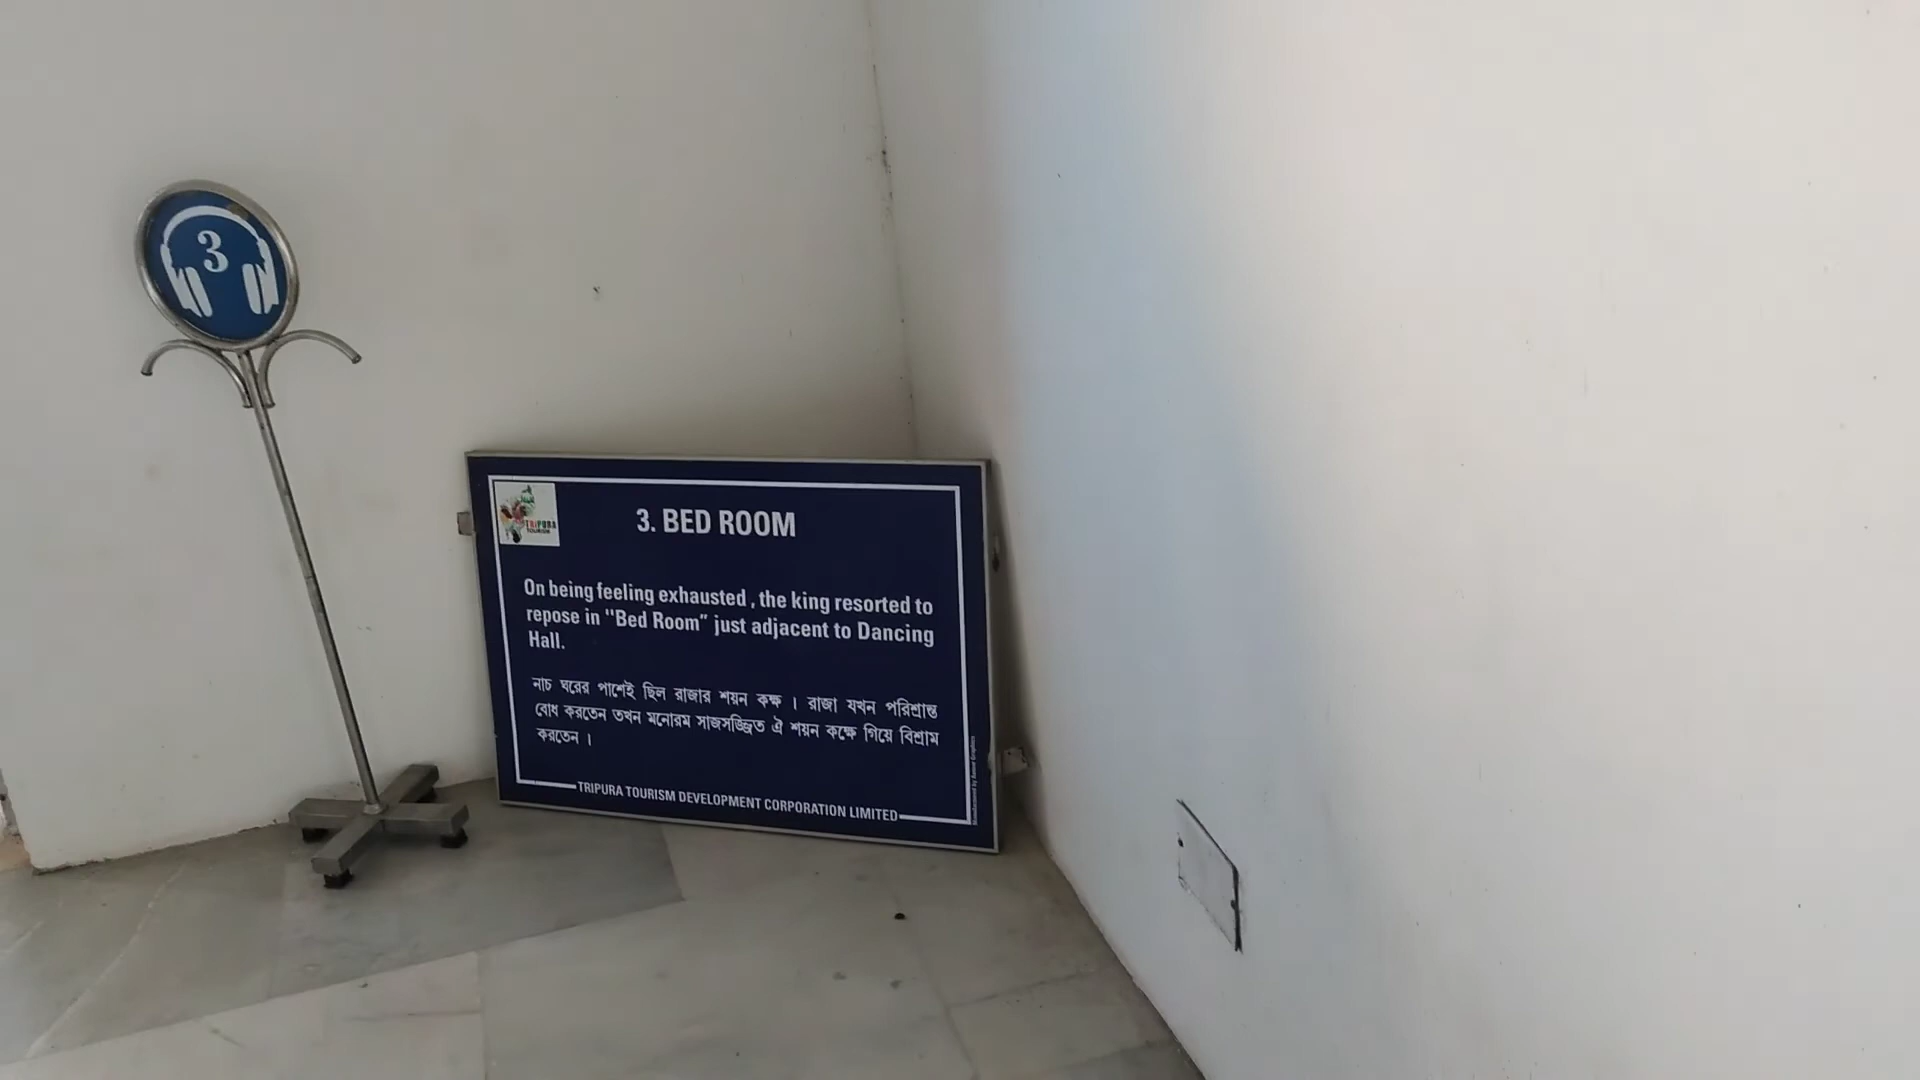 3
TRIPURA
TOURISM
3. BED ROOM
On being feeling exhausted , the king resorted to
repose in "Bed Room" just adjacent to Dancing
Hall.
নাচ ঘরের পাশেই ছিল রাজার শয়ন কক্ষ । রাজা যখন পরিশ্রান্ত
বোধ করতেন তখন মনোরম সাজসজ্জিত ঐ শয়ন কক্ষে গিয়ে বিশ্রাম
করতেন ।
TRIPURA TOURISM DEVELOPMENT CORPORATION LIMITED